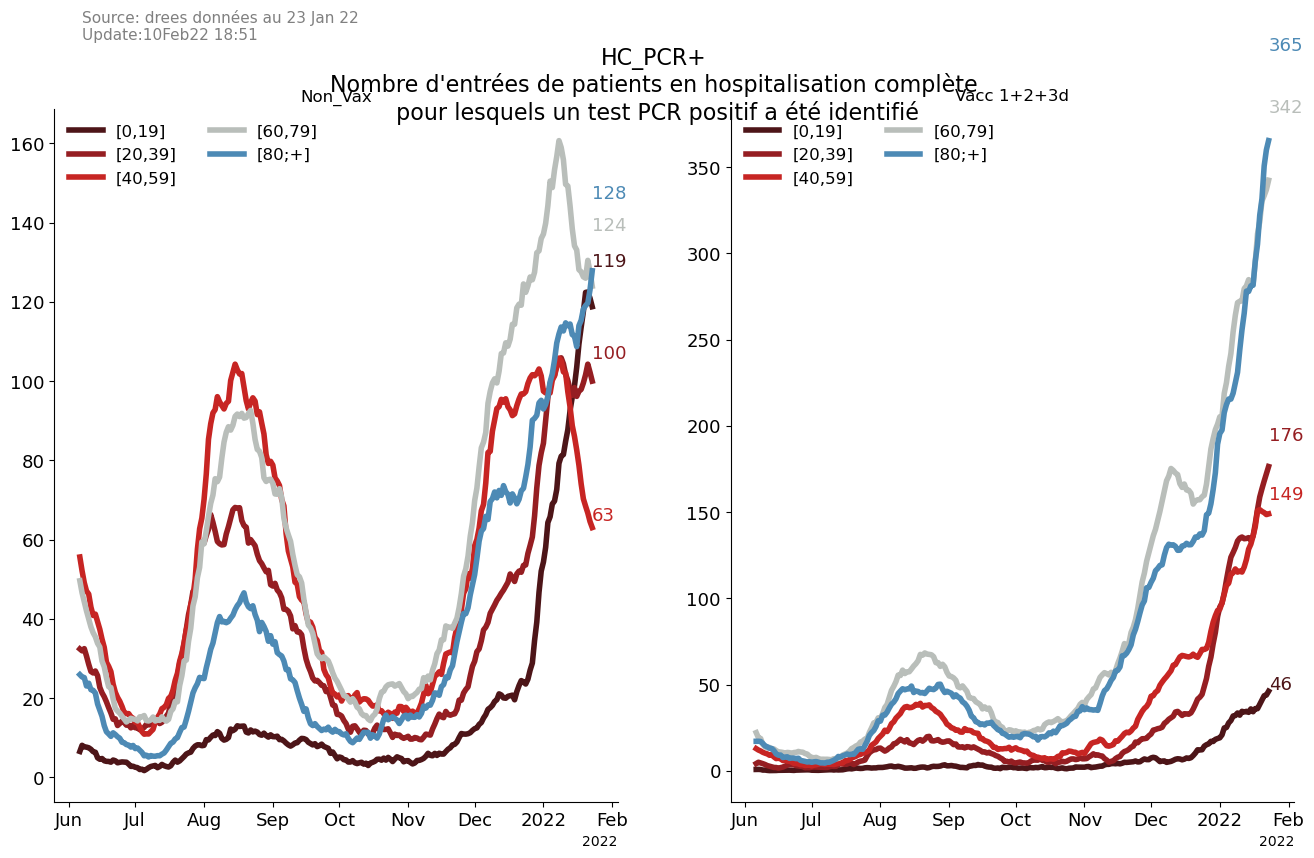 Source: drees données au 23 Jan 22
Update:10Feb22 18:51
HC_PCR+
Nombre d'entrées de patients en hospitalisation complète
pour lesquels un test PCR positif a été identifié
Non_Vax
[0,19]
[20,39]
[40,59]
[60,79]
[80;+]
160
140
120
100
80
60
40
20
0
128
124
119
100
63
Jun
Jul
Aug
Sep
Oct
Nov
Dec
2022
Feb
2022
Vacc 1+2+3d
[0,19]
[20,39]
[40,59]
[60,79]
[80;+]
350
300
250
200
150
100
50
0
365
342
176
149
46
Jun
Jul
Aug
Sep
Oct
Nov
Dec
2022
Feb
2022